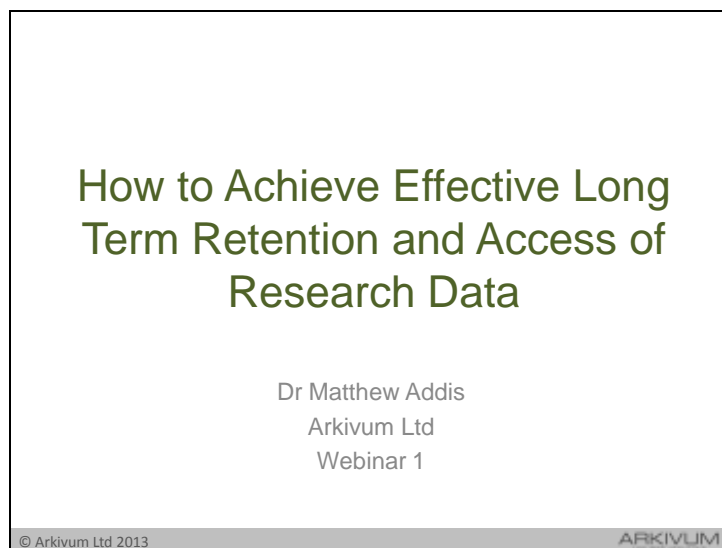 How to Achieve Effective Long
Term Retention and Access of
Research Data
Dr Matthew Addis
Arkivum Ltd
Webinar 1
© Arkivum Ltd 2013
ARKIVUM